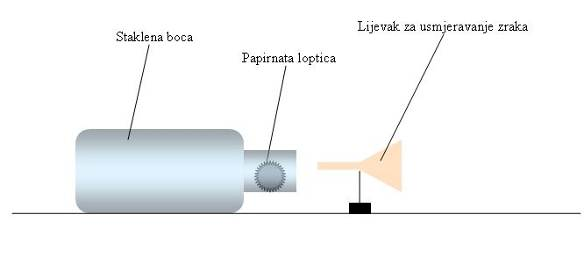 Staklena boca
Papirnata loptica
Lijevak za usmjeravanje zraka